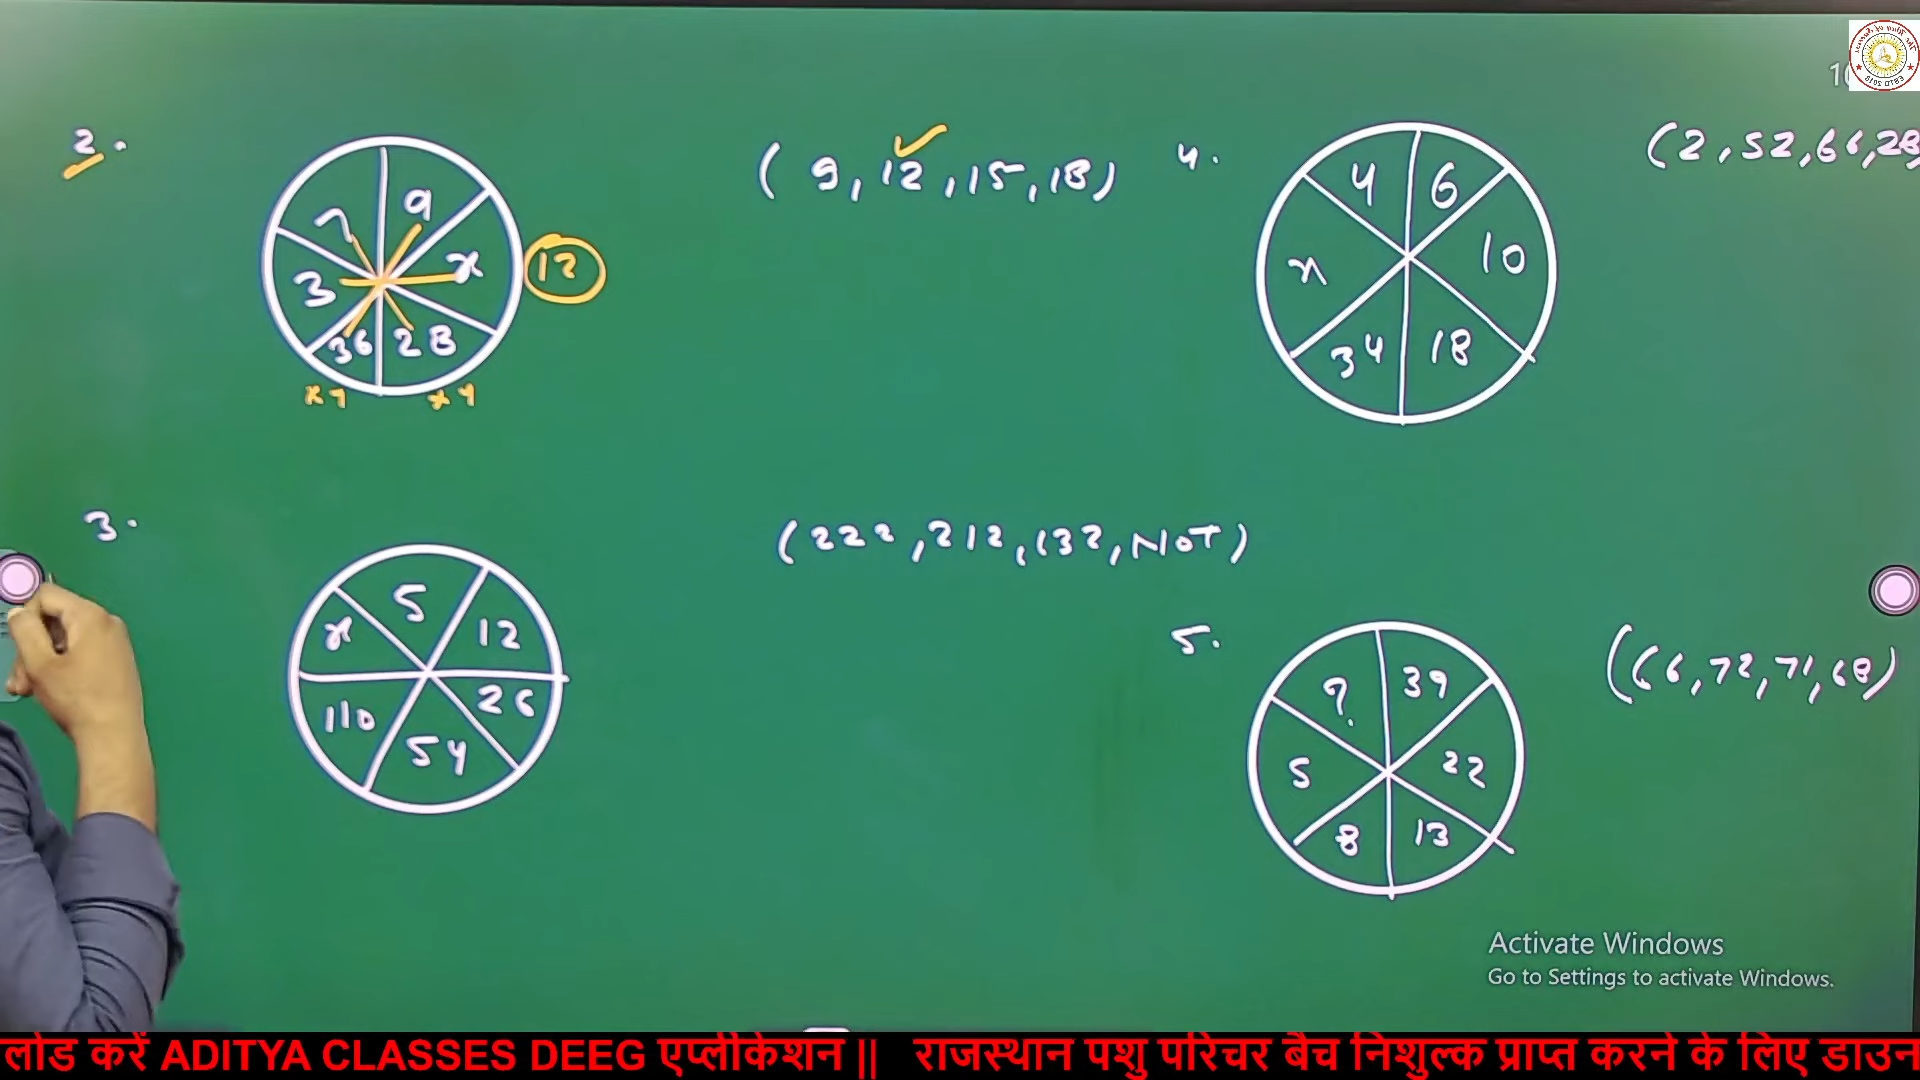 2.
7
9
3
x
36
28
12
x4
x4
( 9, 12, 15, 18 )
4.
4
6
x
10
34
18
(2, 52, 66, 28
3.
5
x
12
110
26
54
(222, 212, 132, NOT)
5.
?
39
5
22
8
13
(66, 72, 71, 68)
Activate Windows
Go to Settings to activate Windows.
लोड करें ADITYA CLASSES DEEG एप्लीकेशन || राजस्थान पशु परिचर बैच निशुल्क प्राप्त करने के लिए डाउन